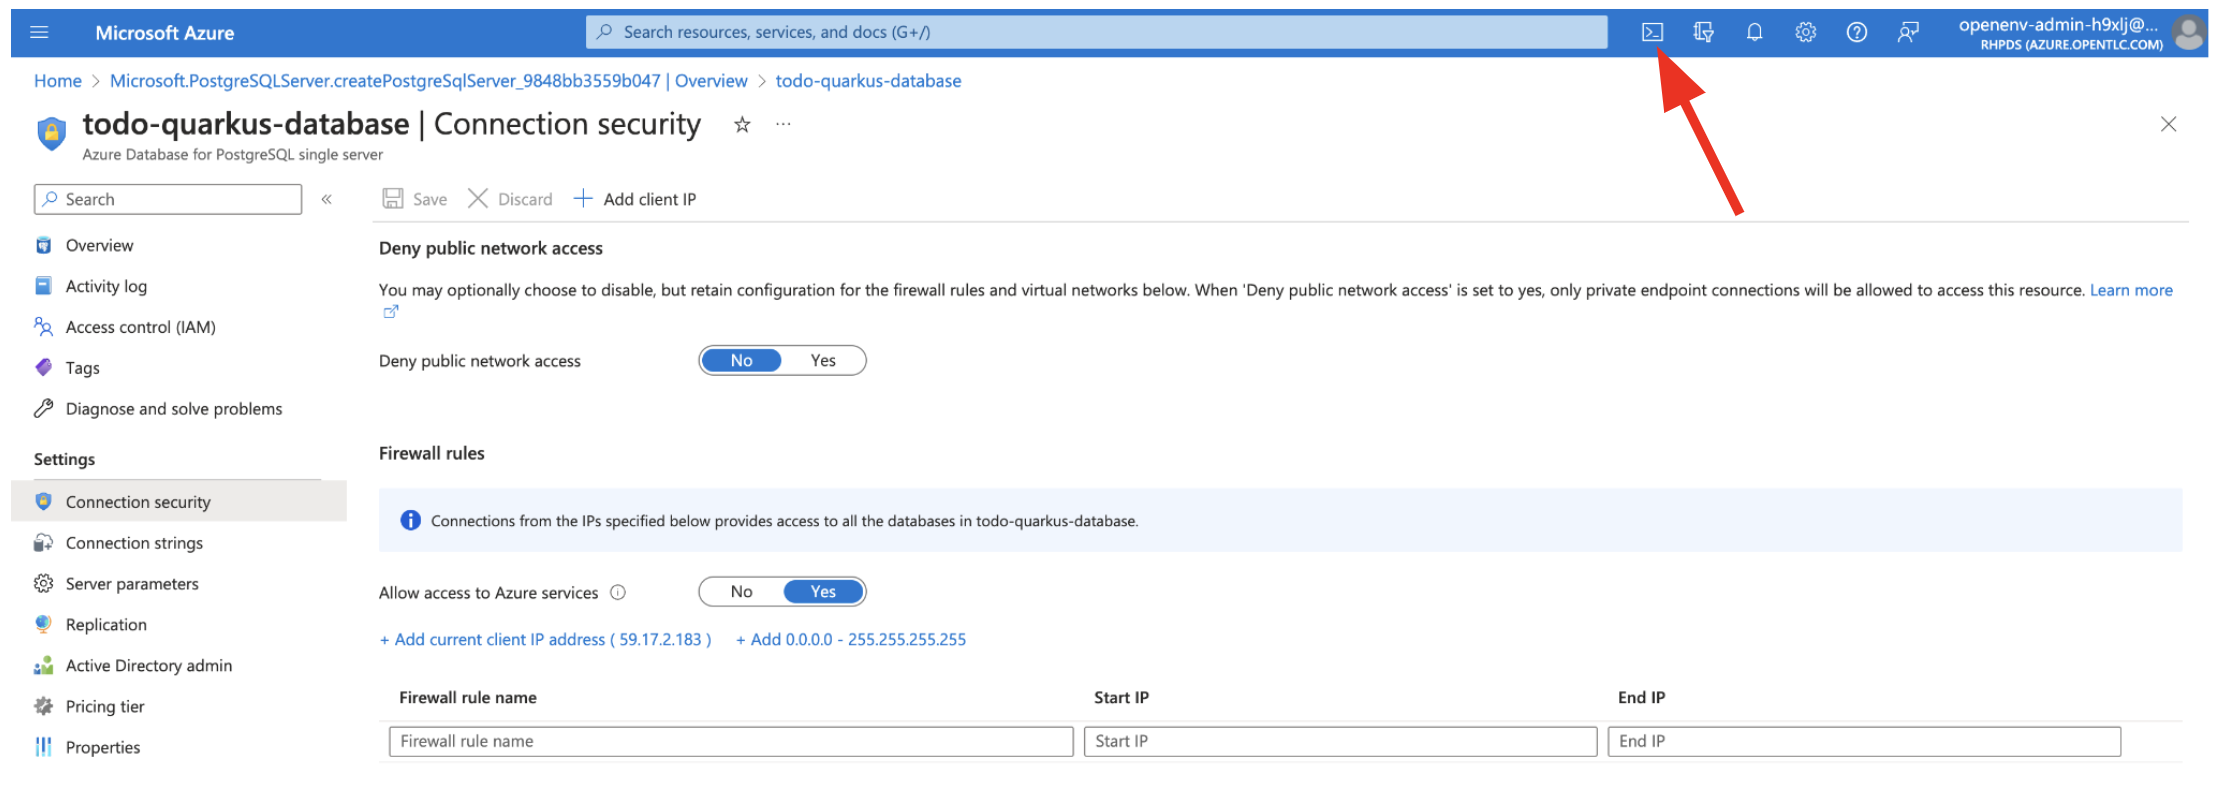 Microsoft Azure
Search resources, services, and docs (G+/)
openenv-admin-h9xlj@...
RHPDS (AZURE.OPENTLC.COM)
Home > Microsoft.PostgreSQLServer.createPostgreSqlServer_9848bb3559b047 | Overview > todo-quarkus-database
todo-quarkus-database | Connection security
Azure Database for PostgreSQL single server
Search
Overview
Activity log
Access control (IAM)
Tags
Diagnose and solve problems
Settings
Connection security
Connection strings
Server parameters
Replication
Active Directory admin
Pricing tier
Properties
Save Discard + Add client IP
Deny public network access
You may optionally choose to disable, but retain configuration for the firewall rules and virtual networks below. When 'Deny public network access' is set to yes, only private endpoint connections will be allowed to access this resource. Learn more
Deny public network access No Yes
Firewall rules
Connections from the IPs specified below provides access to all the databases in todo-quarkus-database.
Allow access to Azure services No Yes
+ Add current client IP address ( 59.17.2.183 ) + Add 0.0.0.0 - 255.255.255.255
Firewall rule name Start IP End IP
Firewall rule name Start IP End IP